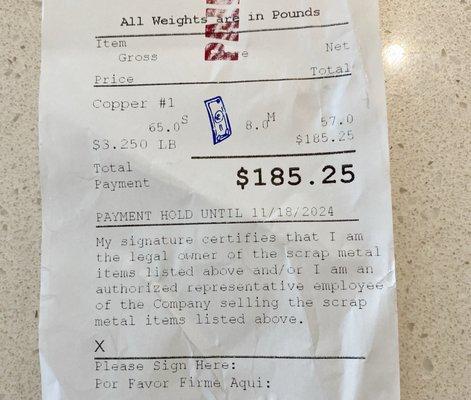 All Weights are in Pounds
Item Net
Gross e
Price Total
Copper #1
65.0S 8.0M 57.0
$3.250 LB $185.25
Total
Payment $185.25
PAYMENT HOLD UNTIL 11/18/2024
My signature certifies that I am
the legal owner of the scrap metal
items listed above and/or I am an
authorized representative employee
of the Company selling the scrap
metal items listed above.
X
Please Sign Here:
Por Favor Firme Aqui: